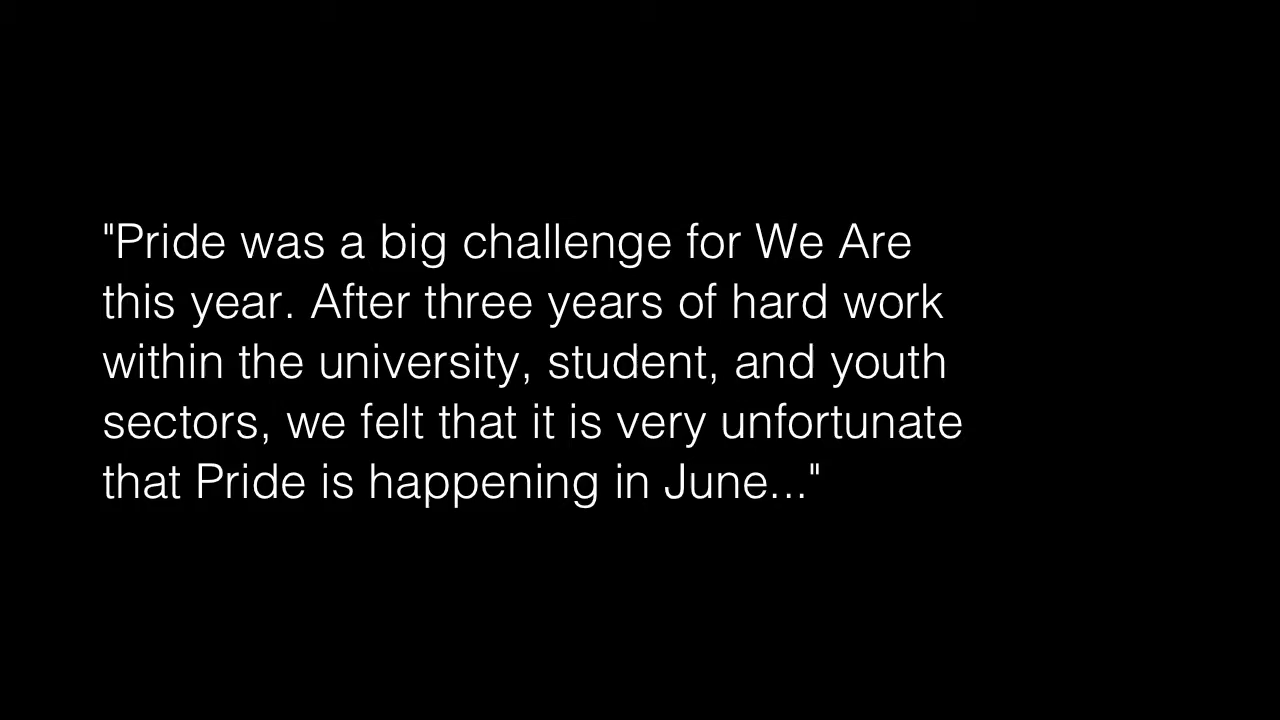 "Pride was a big challenge for We Are
this year. After three years of hard work
within the university, student, and youth
sectors, we felt that it is very unfortunate
that Pride is happening in June..."